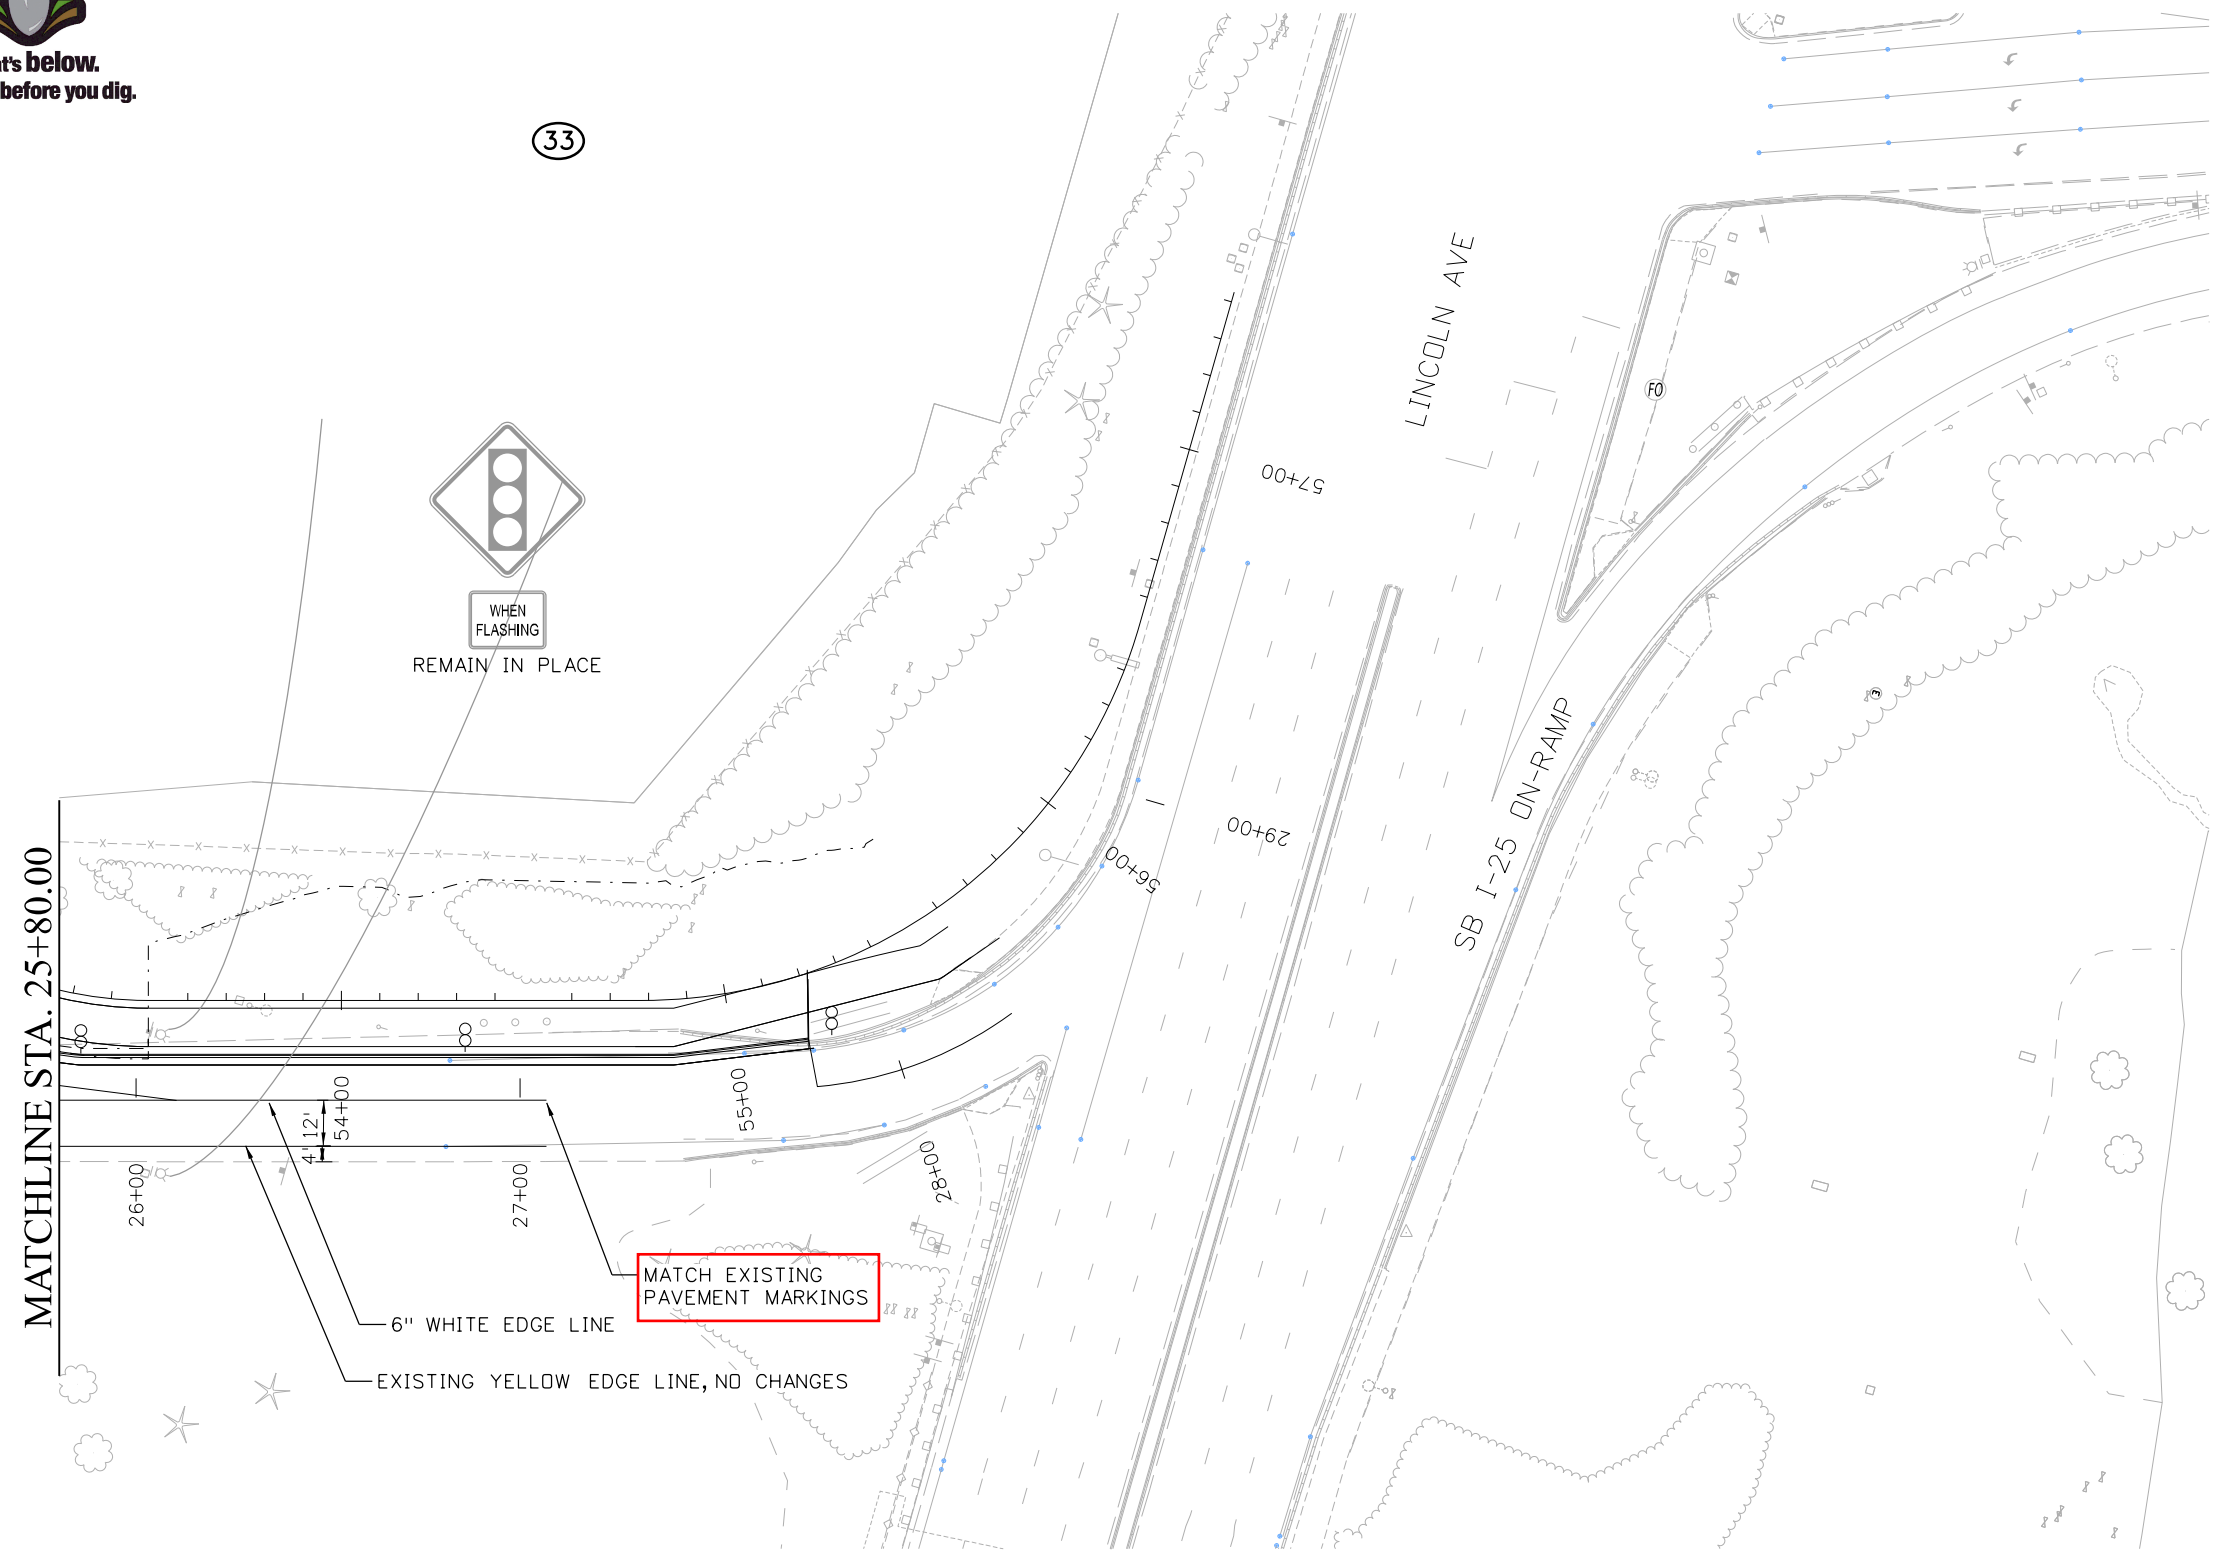 at's below.
before you dig.
33
LINCOLN AVE
FO
57+00
WHEN
FLASHING
REMAIN IN PLACE
E
SB I-25 ON-RAMP
29+00
56+00
MATCHLINE STA. 25+80.00
55+00
54+00
12'
4'
26+00
27+00
28+00
MATCH EXISTING
PAVEMENT MARKINGS
6" WHITE EDGE LINE
EXISTING YELLOW EDGE LINE, NO CHANGES